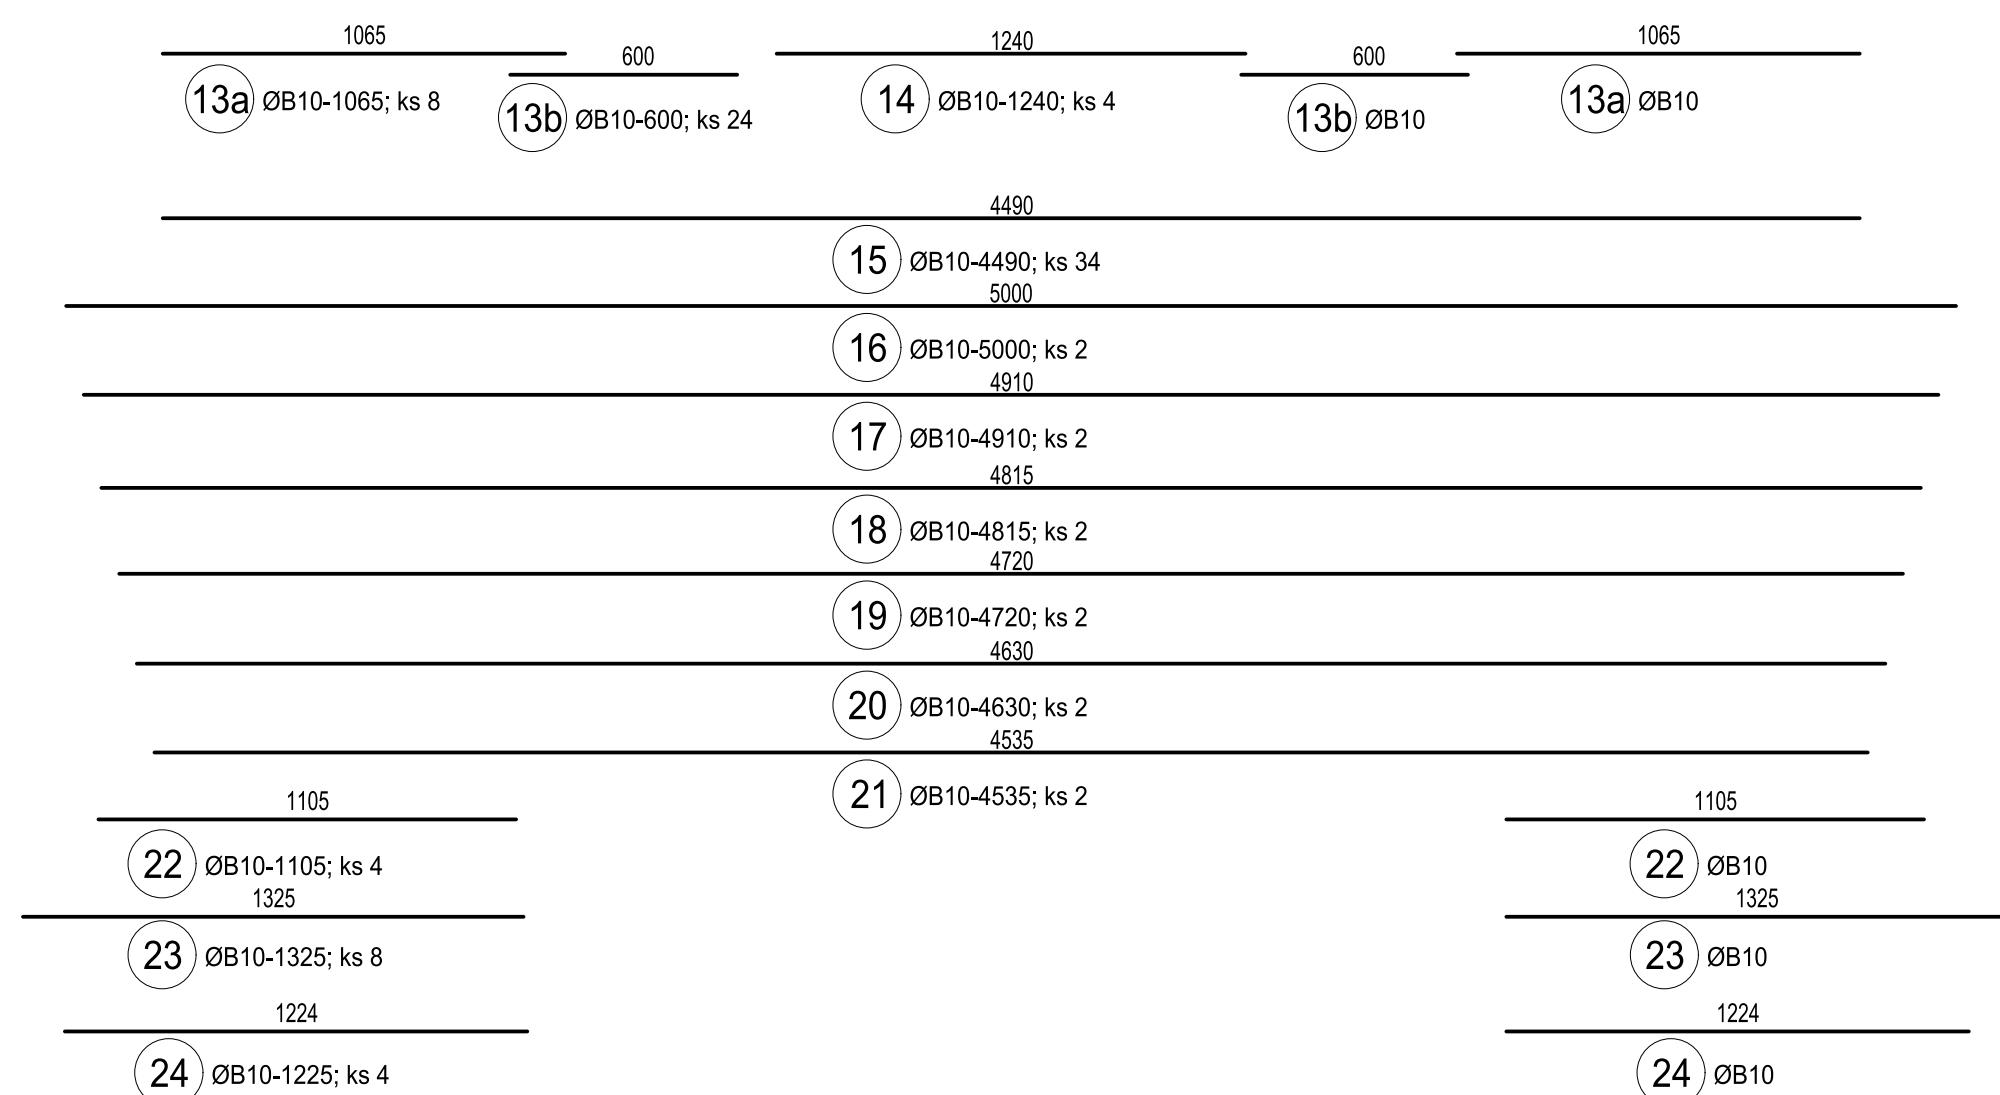 1065
600
1240
600
1065
13a ØB10-1065; ks 8
13b ØB10-600; ks 24
14 ØB10-1240; ks 4
13b ØB10
13a ØB10
4490
15 ØB10-4490; ks 34
5000
16 ØB10-5000; ks 2
4910
17 ØB10-4910; ks 2
4815
18 ØB10-4815; ks 2
4720
19 ØB10-4720; ks 2
4630
20 ØB10-4630; ks 2
4535
21 ØB10-4535; ks 2
1105
1105
22 ØB10-1105; ks 4
22 ØB10
1325
1325
23 ØB10-1325; ks 8
23 ØB10
1224
1224
24 ØB10-1225; ks 4
24 ØB10